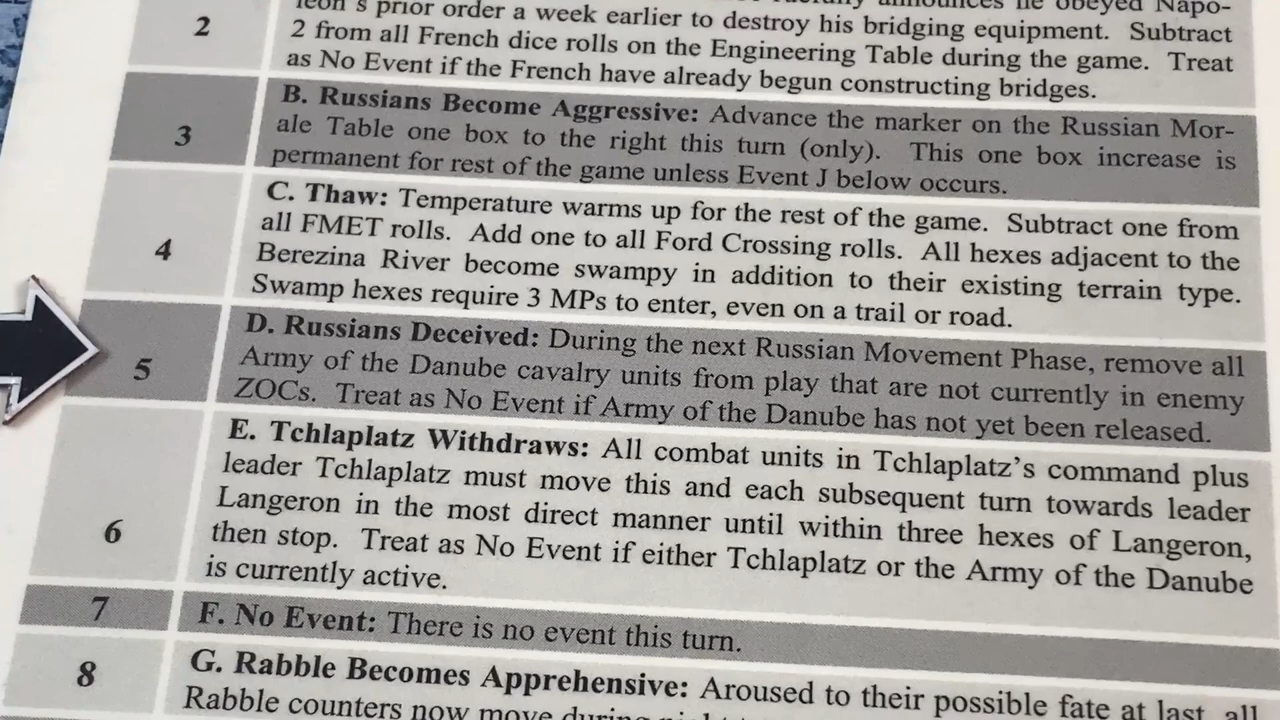 2
leon's prior order a week earlier to destroy his bridging equipment. Subtract
2 from all French dice rolls on the Engineering Table during the game. Treat
as No Event if the French have already begun constructing bridges.
3
B. Russians Become Aggressive: Advance the marker on the Russian Mor-
ale Table one box to the right this turn (only). This one box increase is
permanent for rest of the game unless Event J below occurs.
4
C. Thaw: Temperature warms up for the rest of the game. Subtract one from
all FMET rolls. Add one to all Ford Crossing rolls. All hexes adjacent to the
Berezina River become swampy in addition to their existing terrain type.
Swamp hexes require 3 MPs to enter, even on a trail or road.
5
D. Russians Deceived: During the next Russian Movement Phase, remove all
Army of the Danube cavalry units from play that are not currently in enemy
ZOCs. Treat as No Event if Army of the Danube has not yet been released.
6
E. Tchlaplatz Withdraws: All combat units in Tchlaplatz's command plus
leader Tchlaplatz must move this and each subsequent turn towards leader
Langeron in the most direct manner until within three hexes of Langeron,
then stop. Treat as No Event if either Tchlaplatz or the Army of the Danube
is currently active.
7
F. No Event: There is no event this turn.
8
G. Rabble Becomes Apprehensive: Aroused to their possible fate at last, all
Rabble counters now move during